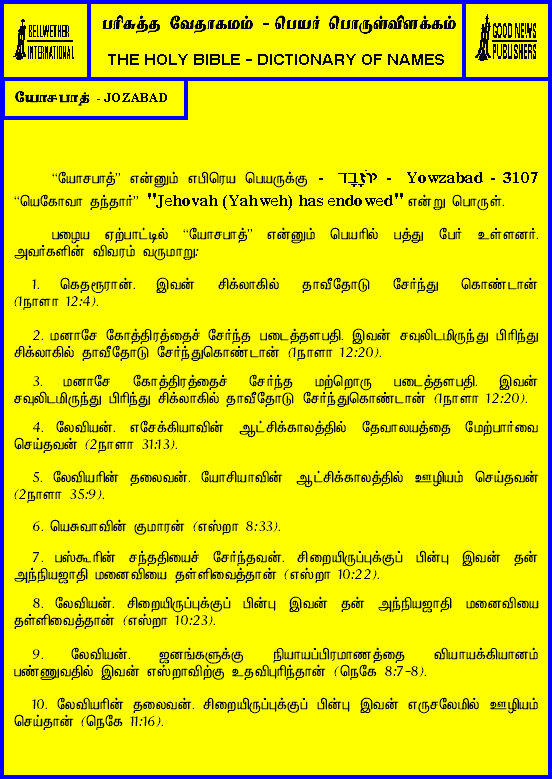 BELLWETHER
INTERNATIONAL
பரிசுத்த வேதாகமம் - பெயர் பொருள்விளக்கம்
THE HOLY BIBLE - DICTIONARY OF NAMES
GOOD NEWS
PUBLISHERS
யோசபாத் - JOZABAD
“யோசபாத்” என்னும் எபிரெய பெயருக்கு - יוֹזָבָד - Yowzabad - 3107
“யெகோவா தந்தார்” "Jehovah (Yahweh) has endowed" என்று பொருள்.
பழைய ஏற்பாட்டில் “யோசபாத்” என்னும் பெயரில் பத்து பேர் உள்ளனர்.
அவர்களின் விவரம் வருமாறு:
1. கெதரூரான். இவன் சிக்லாகில் தாவீதோடு சேர்ந்து கொண்டான்
(1நாளா 12:4).
2. மனாசே கோத்திரத்தைச் சேர்ந்த படைத்தளபதி. இவன் சவுலிடமிருந்து பிரிந்து
சிக்லாகில் தாவீதோடு சேர்ந்துகொண்டான் (1நாளா 12:20).
3. மனாசே கோத்திரத்தைச் சேர்ந்த மற்றொரு படைத்தளபதி. இவன்
சவுலிடமிருந்து பிரிந்து சிக்லாகில் தாவீதோடு சேர்ந்துகொண்டான் (1நாளா 12:20).
4. லேவியன். எசேக்கியாவின் ஆட்சிக்காலத்தில் தேவாலயத்தை மேற்பார்வை
செய்தவன் (2நாளா 31:13).
5. லேவியரின் தலைவன். யோசியாவின் ஆட்சிக்காலத்தில் ஊழியம் செய்தவன்
(2நாளா 35:9).
6. யெசுவாவின் குமாரன் (எஸ்றா 8:33).
7. பஸ்கூரின் சந்ததியைச் சேர்ந்தவன். சிறையிருப்புக்குப் பின்பு இவன் தன்
அந்நியஜாதி மனைவியை தள்ளிவைத்தான் (எஸ்றா 10:22).
8. லேவியன். சிறையிருப்புக்குப் பின்பு இவன் தன் அந்நியஜாதி மனைவியை
தள்ளிவைத்தான் (எஸ்றா 10:23).
9. லேவியன். ஜனங்களுக்கு நியாயப்பிரமாணத்தை வியாயக்கியானம்
பண்ணுவதில் இவன் எஸ்றாவிற்கு உதவிபுரிந்தான் (நெகே 8:7-8).
10. லேவியரின் தலைவன். சிறையிருப்புக்குப் பின்பு இவன் எருசலேமில் ஊழியம்
செய்தான் (நெகே 11:16).